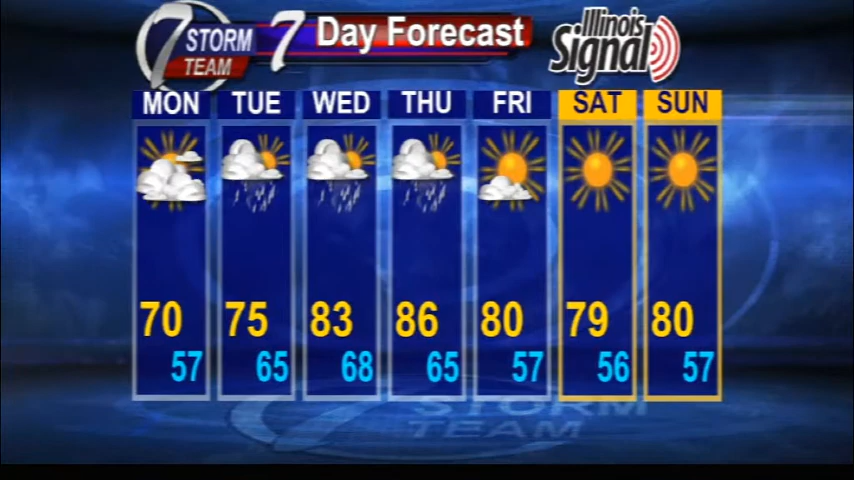 7 STORM TEAM
7 Day Forecast
Illinois Signal
MON TUE WED THU FRI SAT SUN
70 75 83 86 80 79 80
57 65 68 65 57 56 57
7 STORM TEAM